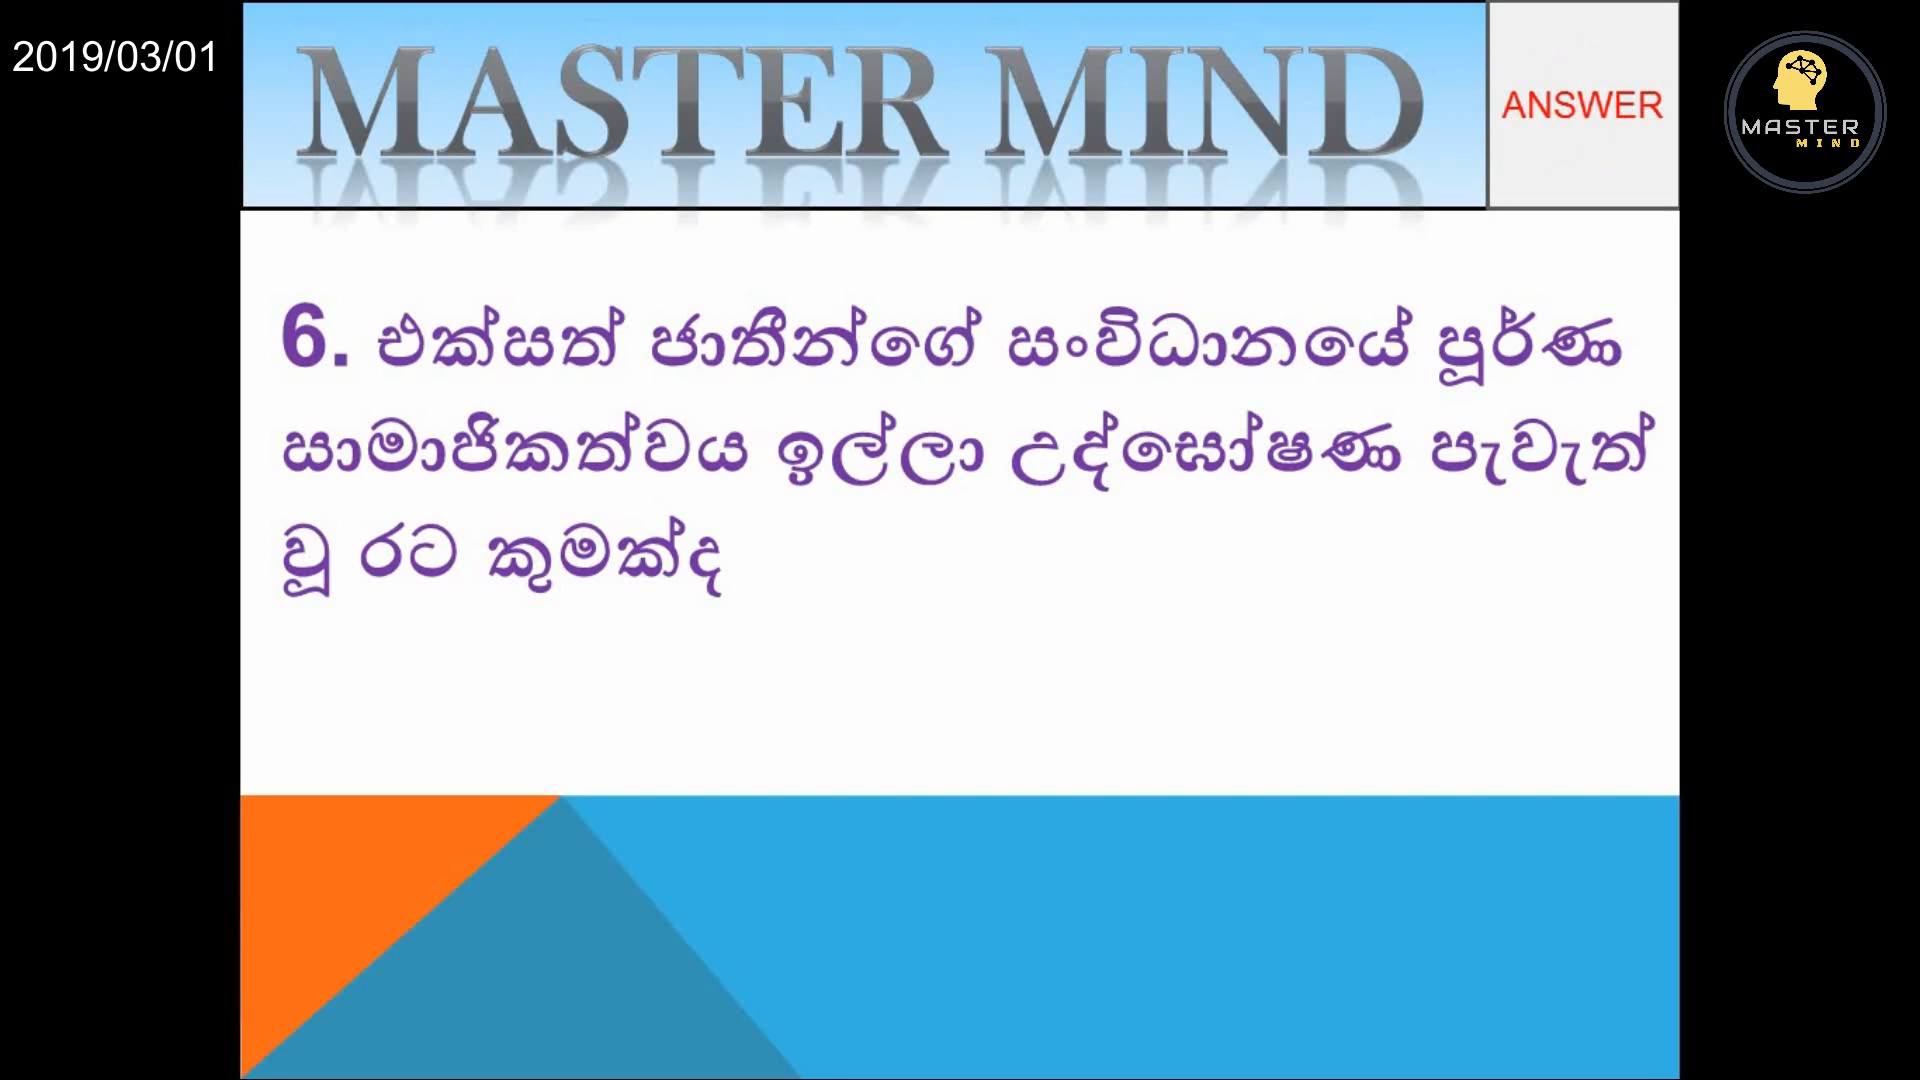 2019/03/01
MASTER MIND
ANSWER
MASTER
MIND
6. එක්සත් ජාතීන්ගේ සංවිධානයේ පූර්ණ
සාමාජිකත්වය ඉල්ලා උද්ඝෝෂණ පැවැත්
වූ රට කුමක්ද